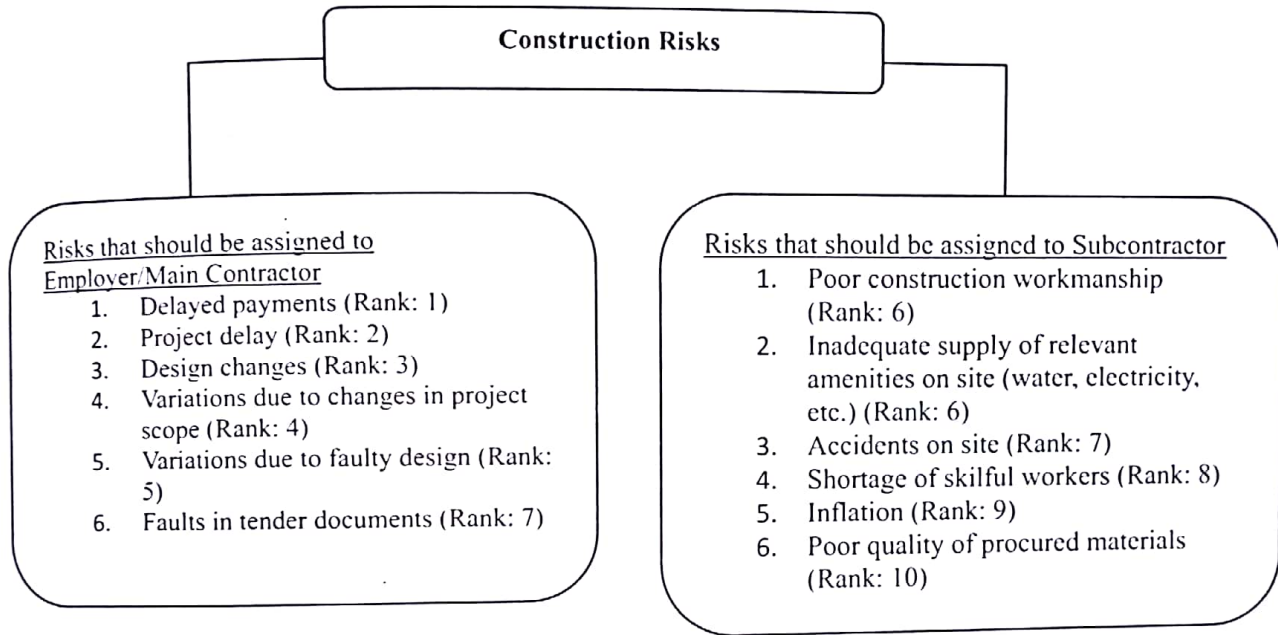 Construction Risks
Risks that should be assigned to
Employer/Main Contractor
1. Delayed payments (Rank: 1)
2. Project delay (Rank: 2)
3. Design changes (Rank: 3)
4. Variations due to changes in project
scope (Rank: 4)
5. Variations due to faulty design (Rank:
5)
6. Faults in tender documents (Rank: 7)
Risks that should be assigned to Subcontractor
1. Poor construction workmanship
(Rank: 6)
2. Inadequate supply of relevant
amenities on site (water, electricity,
etc.) (Rank: 6)
3. Accidents on site (Rank: 7)
4. Shortage of skilful workers (Rank: 8)
5. Inflation (Rank: 9)
6. Poor quality of procured materials
(Rank: 10)